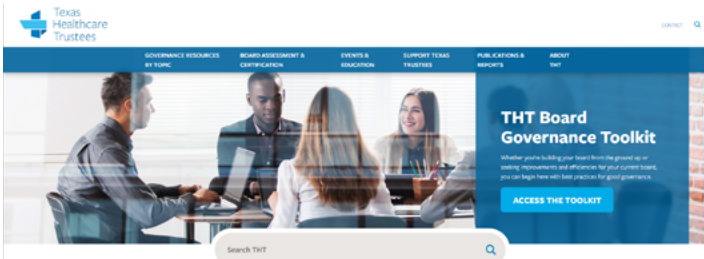 Texas
Healthcare
Trustees
CONTACT
GOVERNANCE RESOURCES
BY TOPIC
BOARD ASSESSMENT &
CERTIFICATION
EVENTS &
EDUCATION
SUPPORT TEXAS
TRUSTEES
PUBLICATIONS &
REPORTS
ABOUT
THT
THT Board
Governance Toolkit
Whether you're building your board from the ground up or
seeking improvements and efficiencies for your current board,
you can begin here with best practices for good governance.
ACCESS THE TOOLKIT
Search THT